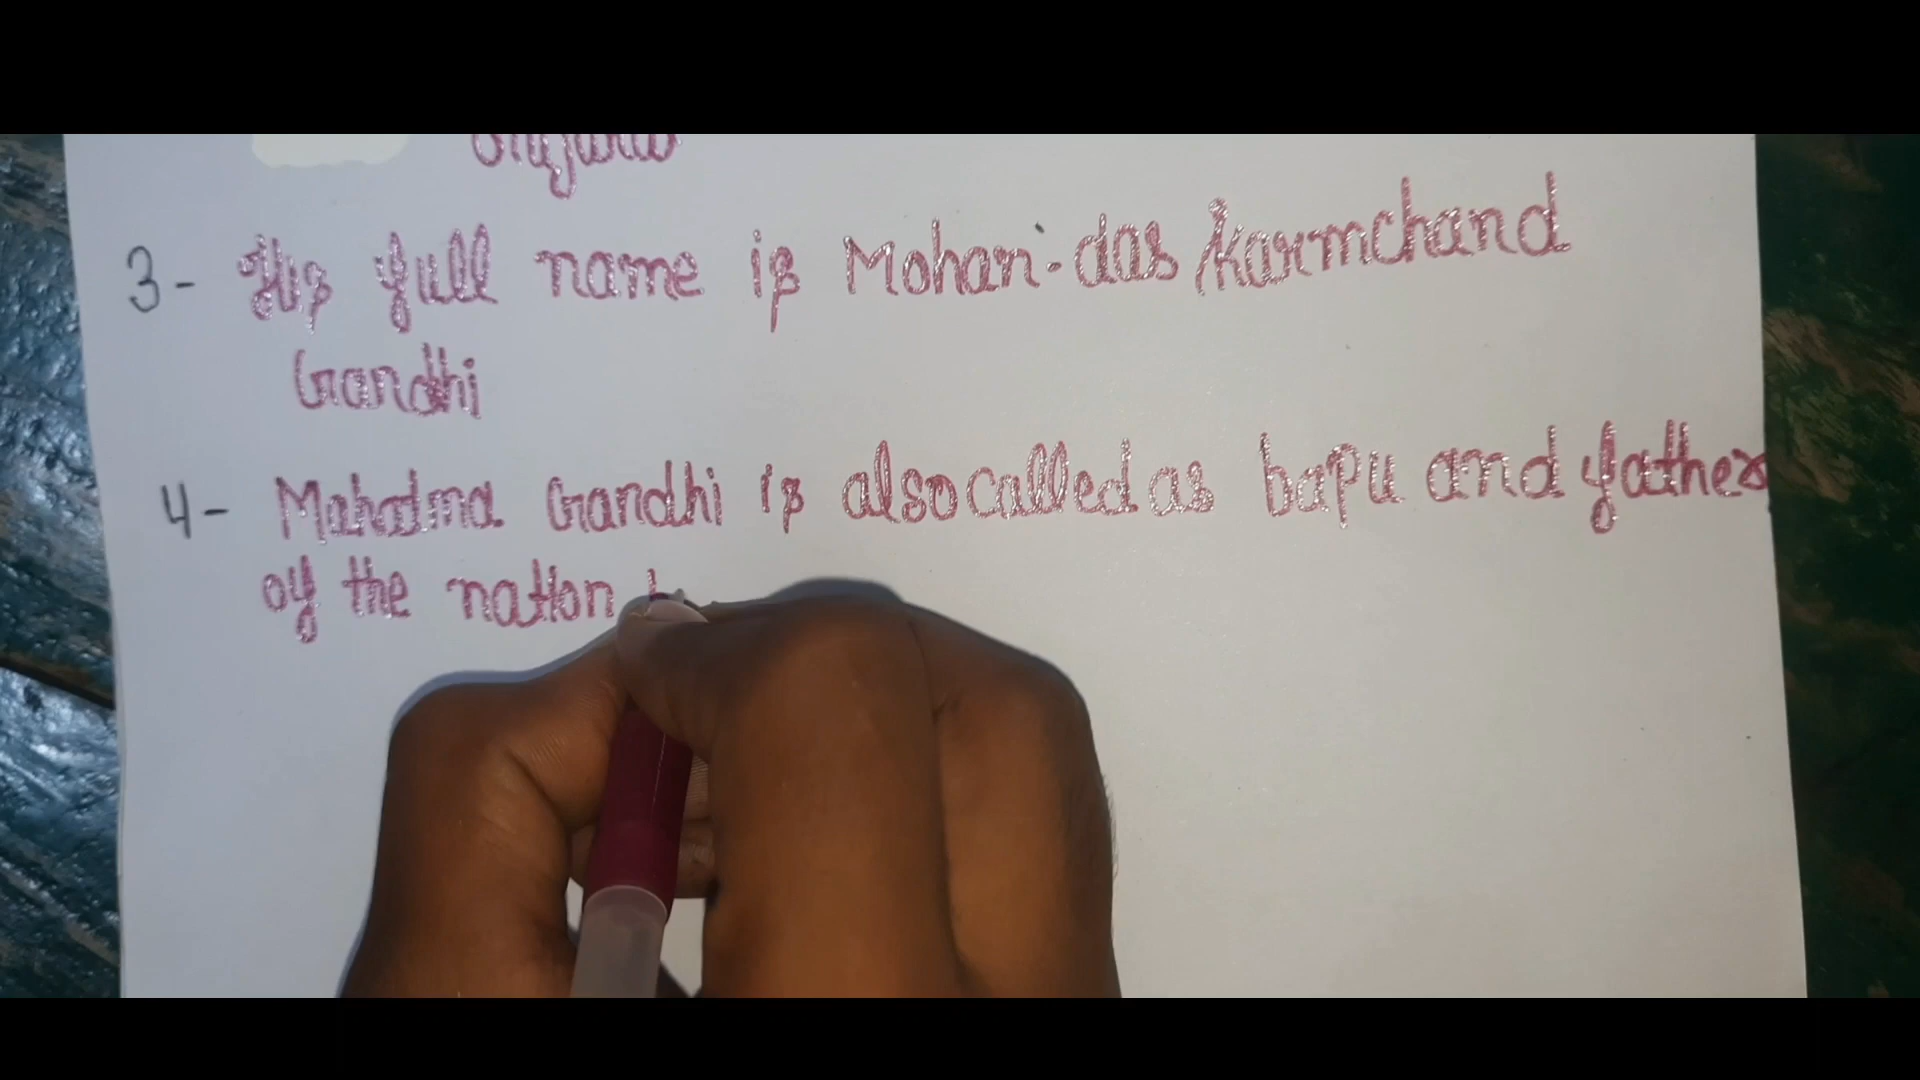 3- His full name is Mohan-das Karmchand
Gandhi
4- Mahatma Gandhi is also called as bapu and father
of the nation